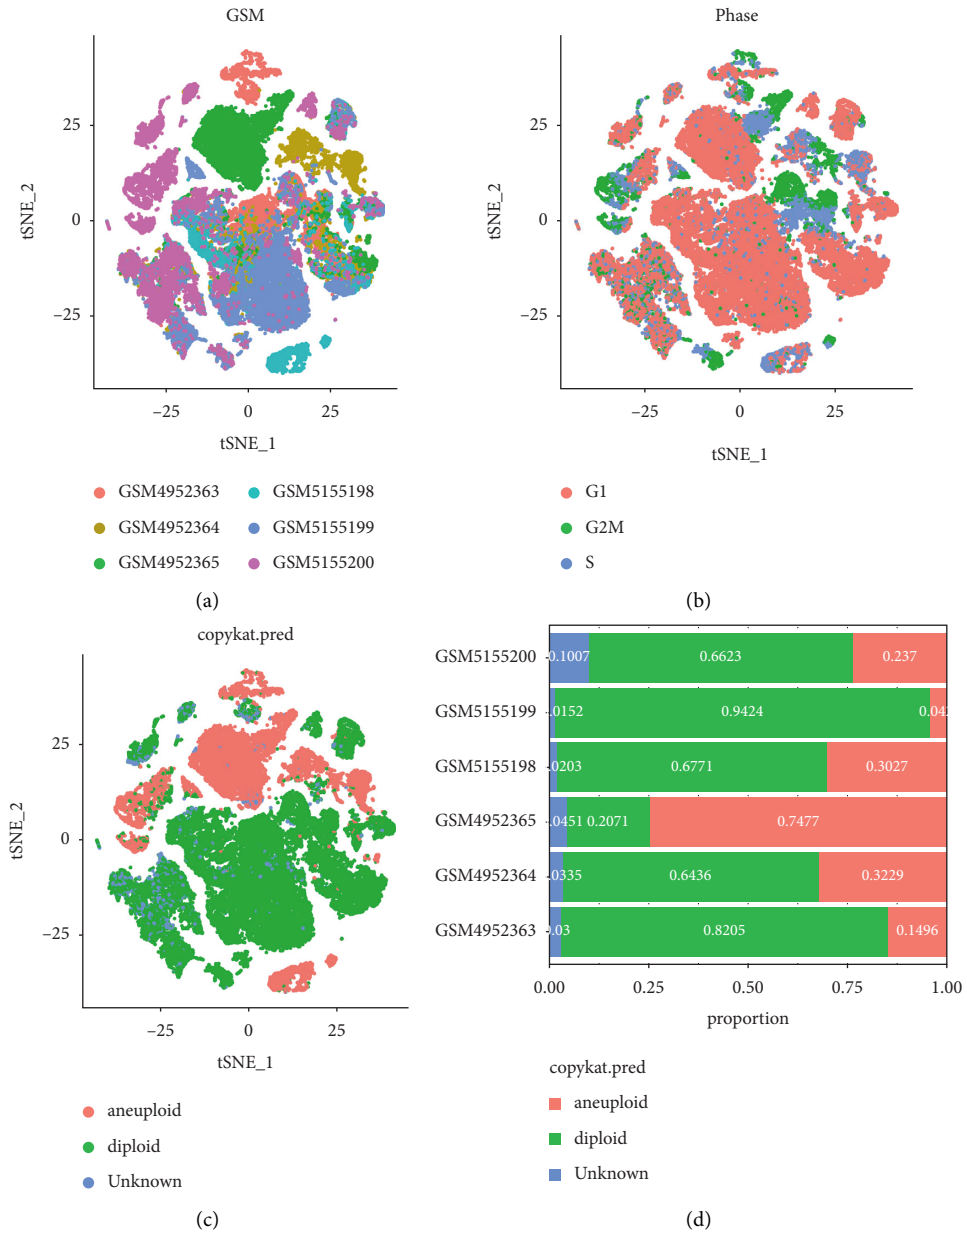 GSM
25
0
−25
tSNE_2
−25 0 25
tSNE_1
GSM4952363 GSM5155198
GSM4952364 GSM5155199
GSM4952365 GSM5155200
(a)
Phase
25
0
−25
tSNE_2
−25 0 25
tSNE_1
G1
G2M
S
(b)
copykat.pred
25
0
−25
tSNE_2
−25 0 25
tSNE_1
aneuploid
diploid
Unknown
(c)
GSM5155200 0.1007 0.6623 0.237
GSM5155199 .0152 0.9424 0.04
GSM5155198 .0203 0.6771 0.3027
GSM4952365 .0451 0.2071 0.7477
GSM4952364 .0335 0.6436 0.3229
GSM4952363 0.03 0.8205 0.1496
0.00 0.25 0.50 0.75 1.00
proportion
copykat.pred
aneuploid
diploid
Unknown
(d)